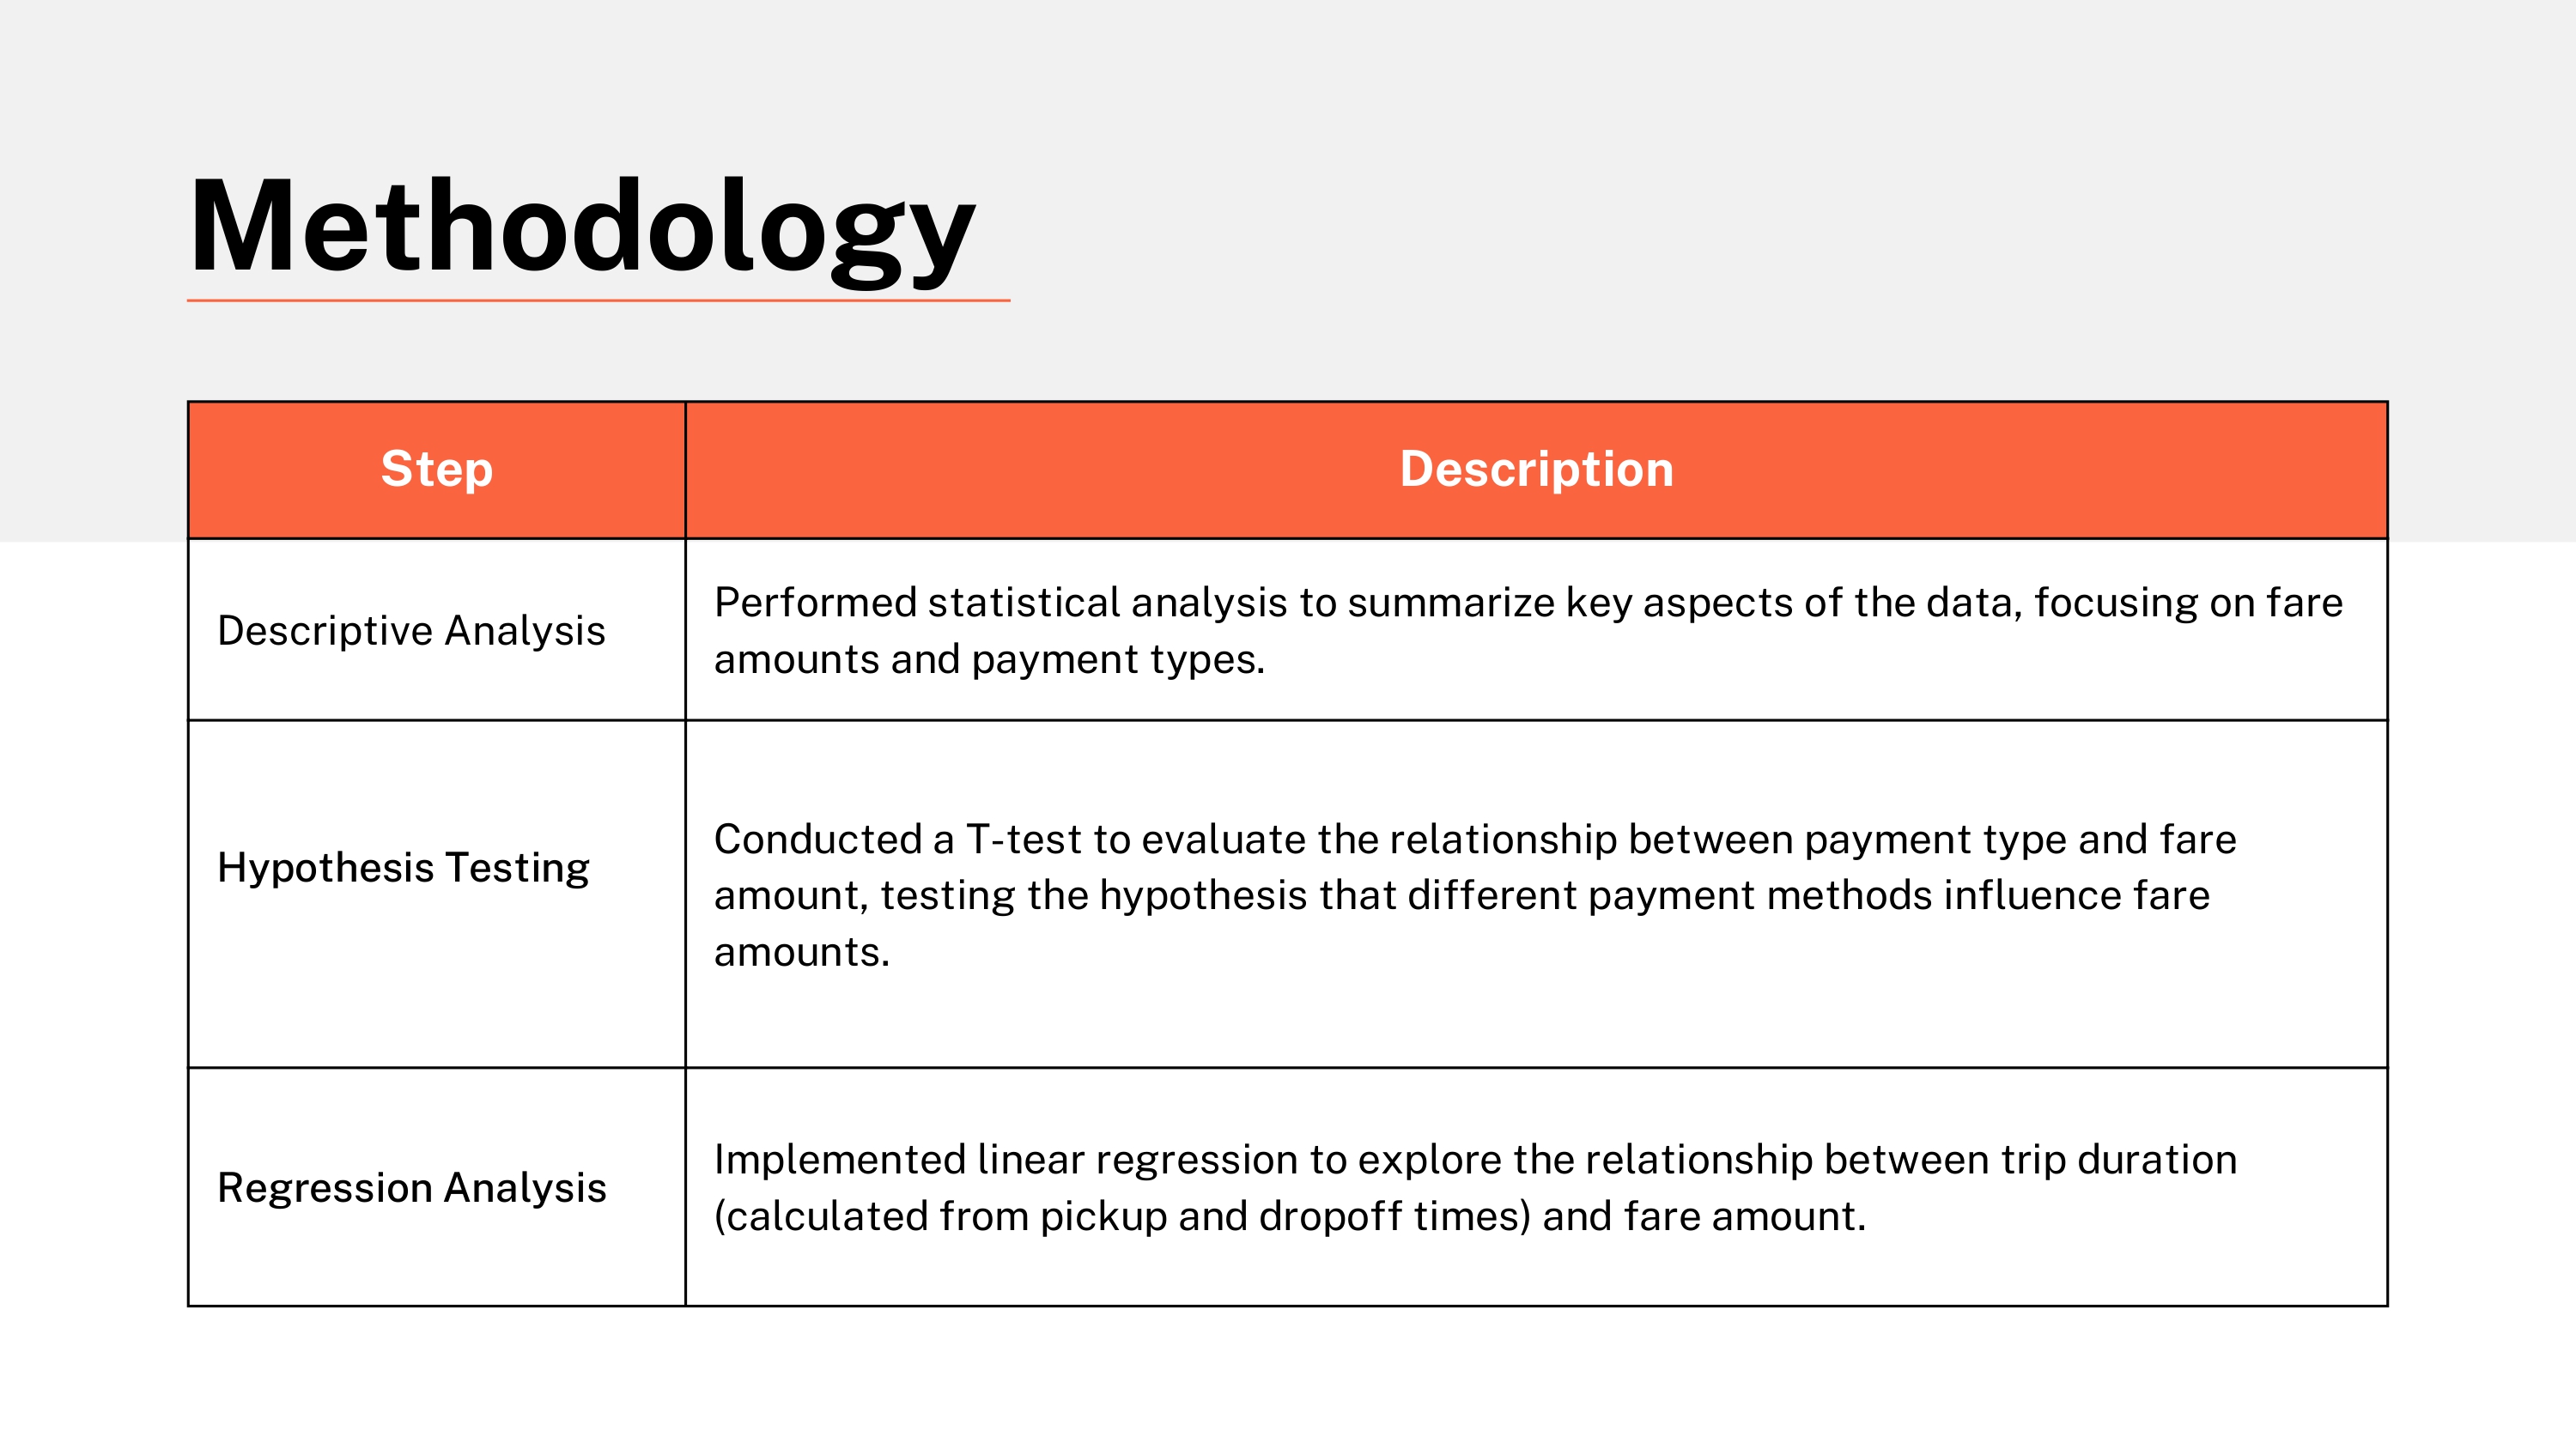 Methodology
Step
Description
Descriptive Analysis
Performed statistical analysis to summarize key aspects of the data, focusing on fare
amounts and payment types.
Hypothesis Testing
Conducted a T-test to evaluate the relationship between payment type and fare
amount, testing the hypothesis that different payment methods influence fare
amounts.
Regression Analysis
Implemented linear regression to explore the relationship between trip duration
(calculated from pickup and dropoff times) and fare amount.